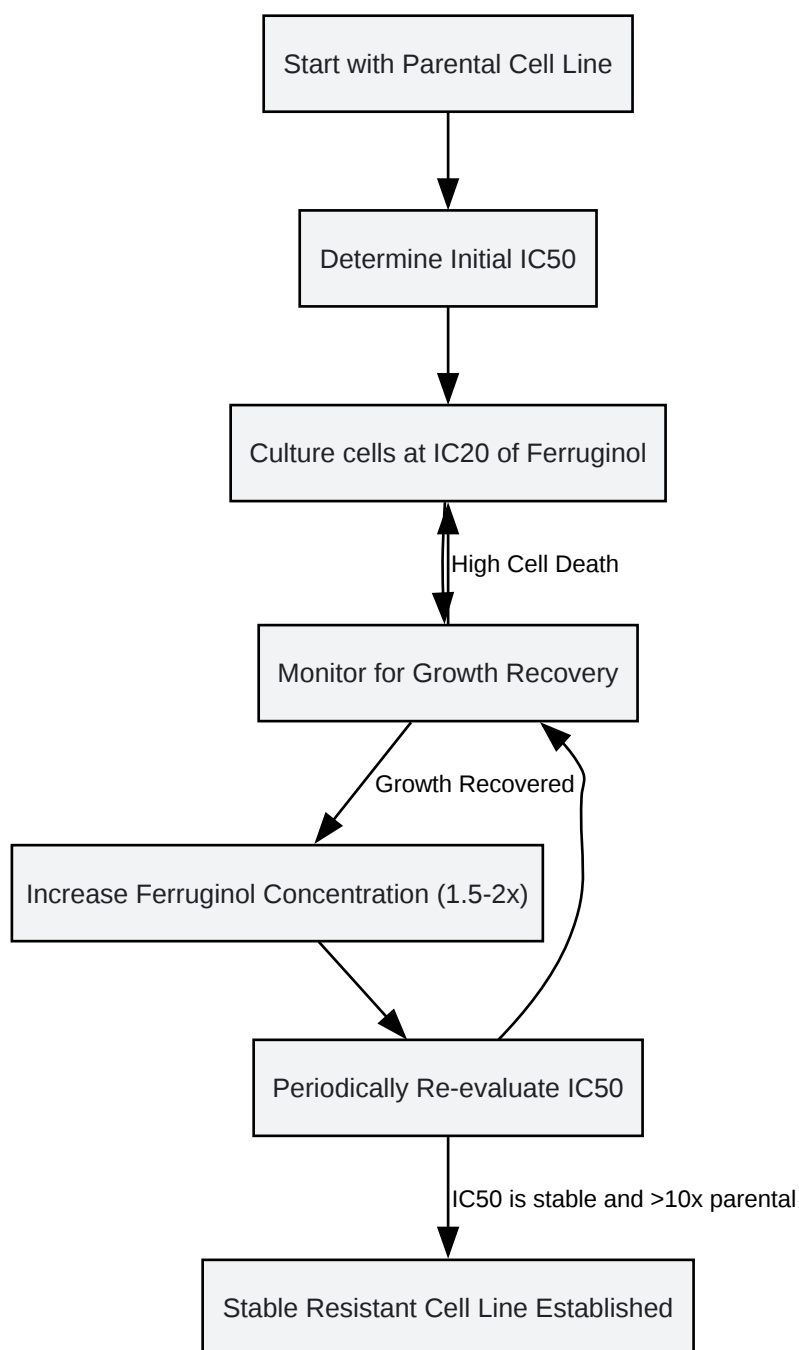 Start with Parental Cell Line
Determine Initial IC50
Culture cells at IC20 of Ferruginol
High Cell Death
Monitor for Growth Recovery
Growth Recovered
Increase Ferruginol Concentration (1.5-2x)
Periodically Re-evaluate IC50
IC50 is stable and >10x parental
Stable Resistant Cell Line Established